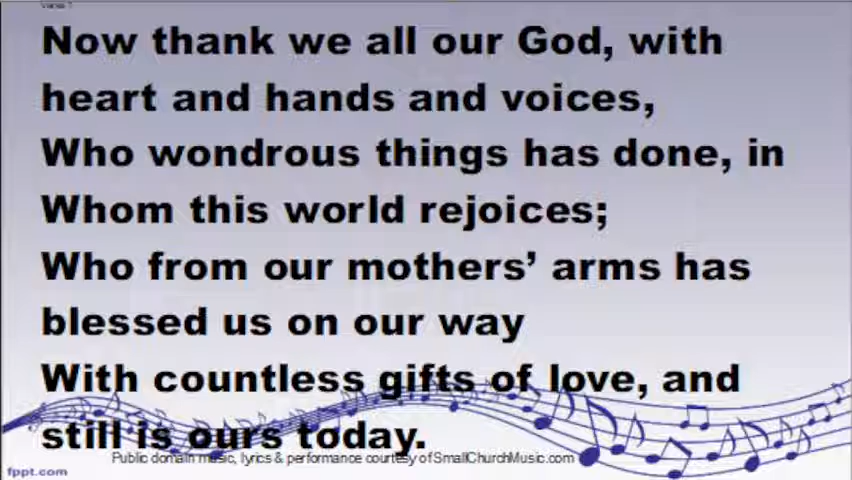 Verse 1
Now thank we all our God, with
heart and hands and voices,
Who wondrous things has done, in
Whom this world rejoices;
Who from our mothers’ arms has
blessed us on our way
With countless gifts of love, and
still is ours today.
Public domain music, lyrics & performance courtesy of SmallChurchMusic.com
fppt.com